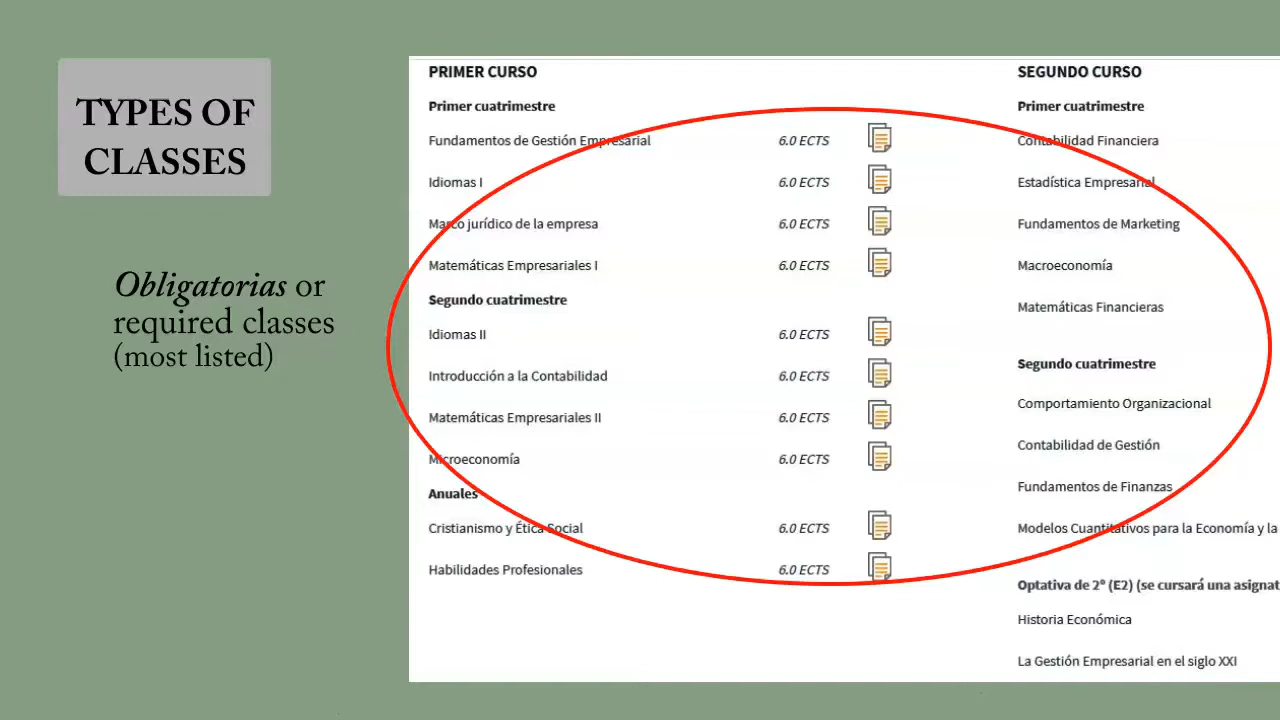 TYPES OF
CLASSES
Obligatorias or
required classes
(most listed)
PRIMER CURSO
Primer cuatrimestre
Fundamentos de Gestión Empresarial 6.0 ECTS
Idiomas I 6.0 ECTS
Marco jurídico de la empresa 6.0 ECTS
Matemáticas Empresariales I 6.0 ECTS
Segundo cuatrimestre
Idiomas II 6.0 ECTS
Introducción a la Contabilidad 6.0 ECTS
Matemáticas Empresariales II 6.0 ECTS
Microeconomía 6.0 ECTS
Anuales
Cristianismo y Ética Social 6.0 ECTS
Habilidades Profesionales 6.0 ECTS
SEGUNDO CURSO
Primer cuatrimestre
Contabilidad Financiera
Estadística Empresarial
Fundamentos de Marketing
Macroeconomía
Matemáticas Financieras
Segundo cuatrimestre
Comportamiento Organizacional
Contabilidad de Gestión
Fundamentos de Finanzas
Modelos Cuantitativos para la Economía y la
Optativa de 2º (E2) (se cursará una asignat
Historia Económica
La Gestión Empresarial en el siglo XXI